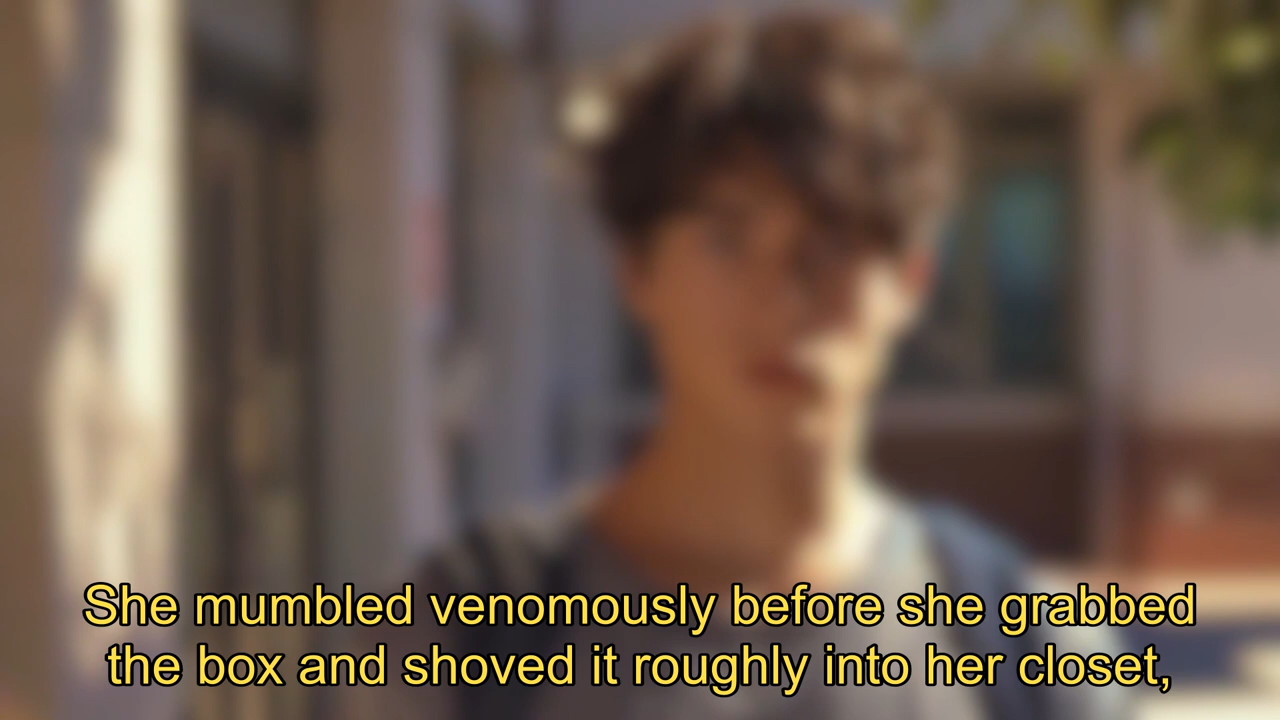 She mumbled venomously before she grabbed
the box and shoved it roughly into her closet,